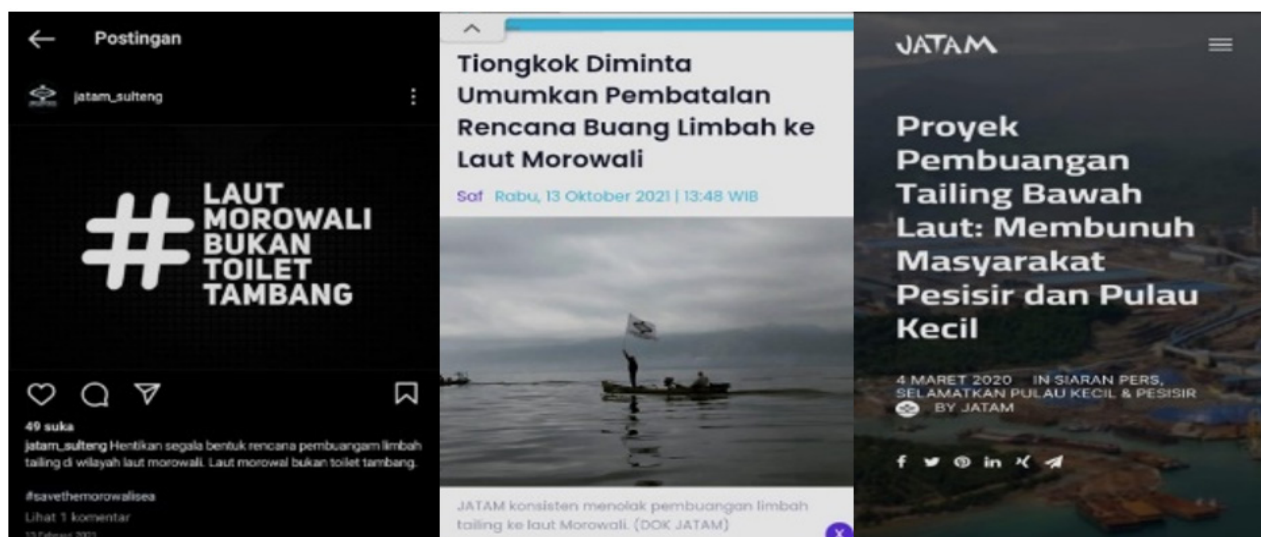 Postingan
jatam_sulteng
# LAUT
MOROWALI
BUKAN
TOILET
TAMBANG
49 suka
jatam_sulteng Hentikan segala bentuk rencana pembuangam limbah
tailing di wilayah laut morowali. Laut morowal bukan toilet tambang.
#savethemorowalisea
Lihat 1 komentar
13 Februari 2021
Tiongkok Diminta
Umumkan Pembatalan
Rencana Buang Limbah ke
Laut Morowali
Saf Rabu, 13 Oktober 2021 | 13:48 WIB
JATAM konsisten menolak pembuangan limbah
tailing ke laut Morowali. (DOK JATAM)
X
JATAM
Proyek
Pembuangan
Tailing Bawah
Laut: Membunuh
Masyarakat
Pesisir dan Pulau
Kecil
4 MARET 2020 IN SIARAN PERS,
SELAMATKAN PULAU KECIL & PESISIR
BY JATAM